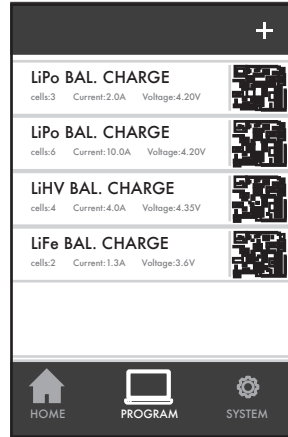 +
LiPo BAL. CHARGE
cells:3 Current:2.0A Voltage:4.20V
LiPo BAL. CHARGE
cells:6 Current:10.0A Voltage:4.20V
LiHV BAL. CHARGE
cells:4 Current:4.0A Voltage:4.35V
LiFe BAL. CHARGE
cells:2 Current:1.3A Voltage:3.6V
HOME PROGRAM SYSTEM